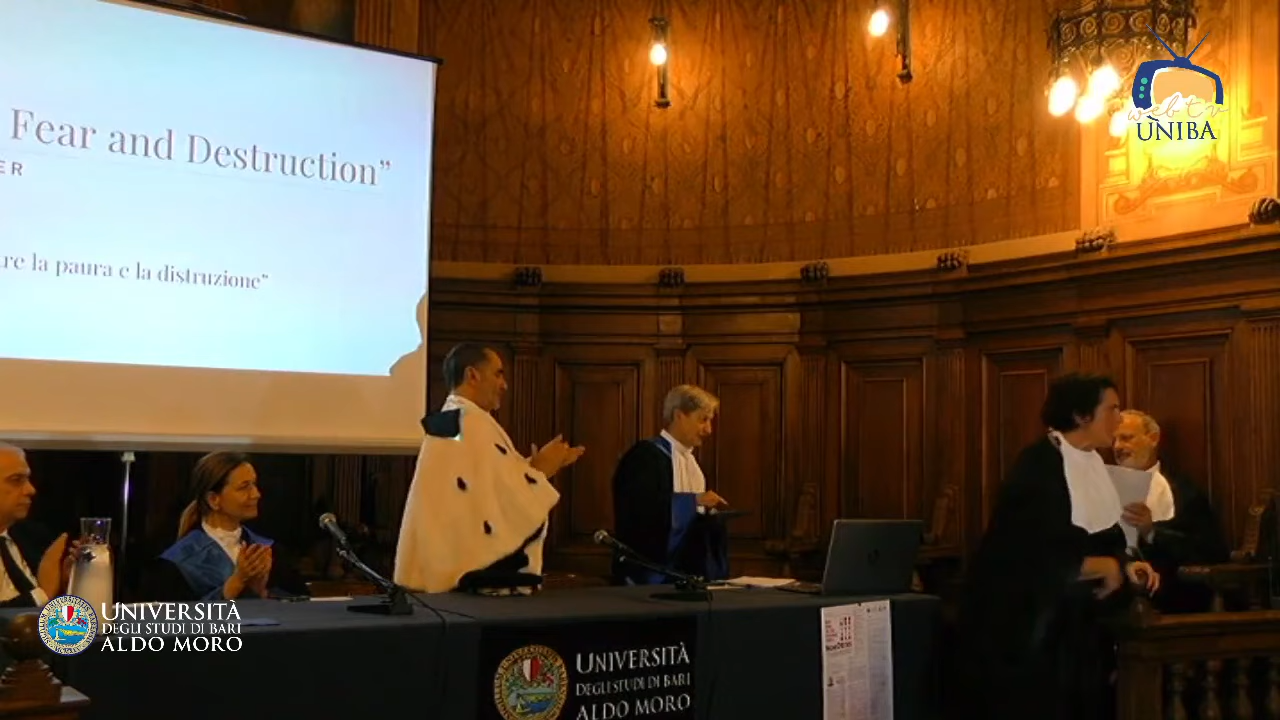 Fear and Destruction”
ER
re la paura e la distruzione”
web tv
UNIBA
UNIVERSITÀ
DEGLI STUDI DI BARI
ALDO MORO
UNIVERSITÀ
DEGLI STUDI DI BARI
ALDO MORO